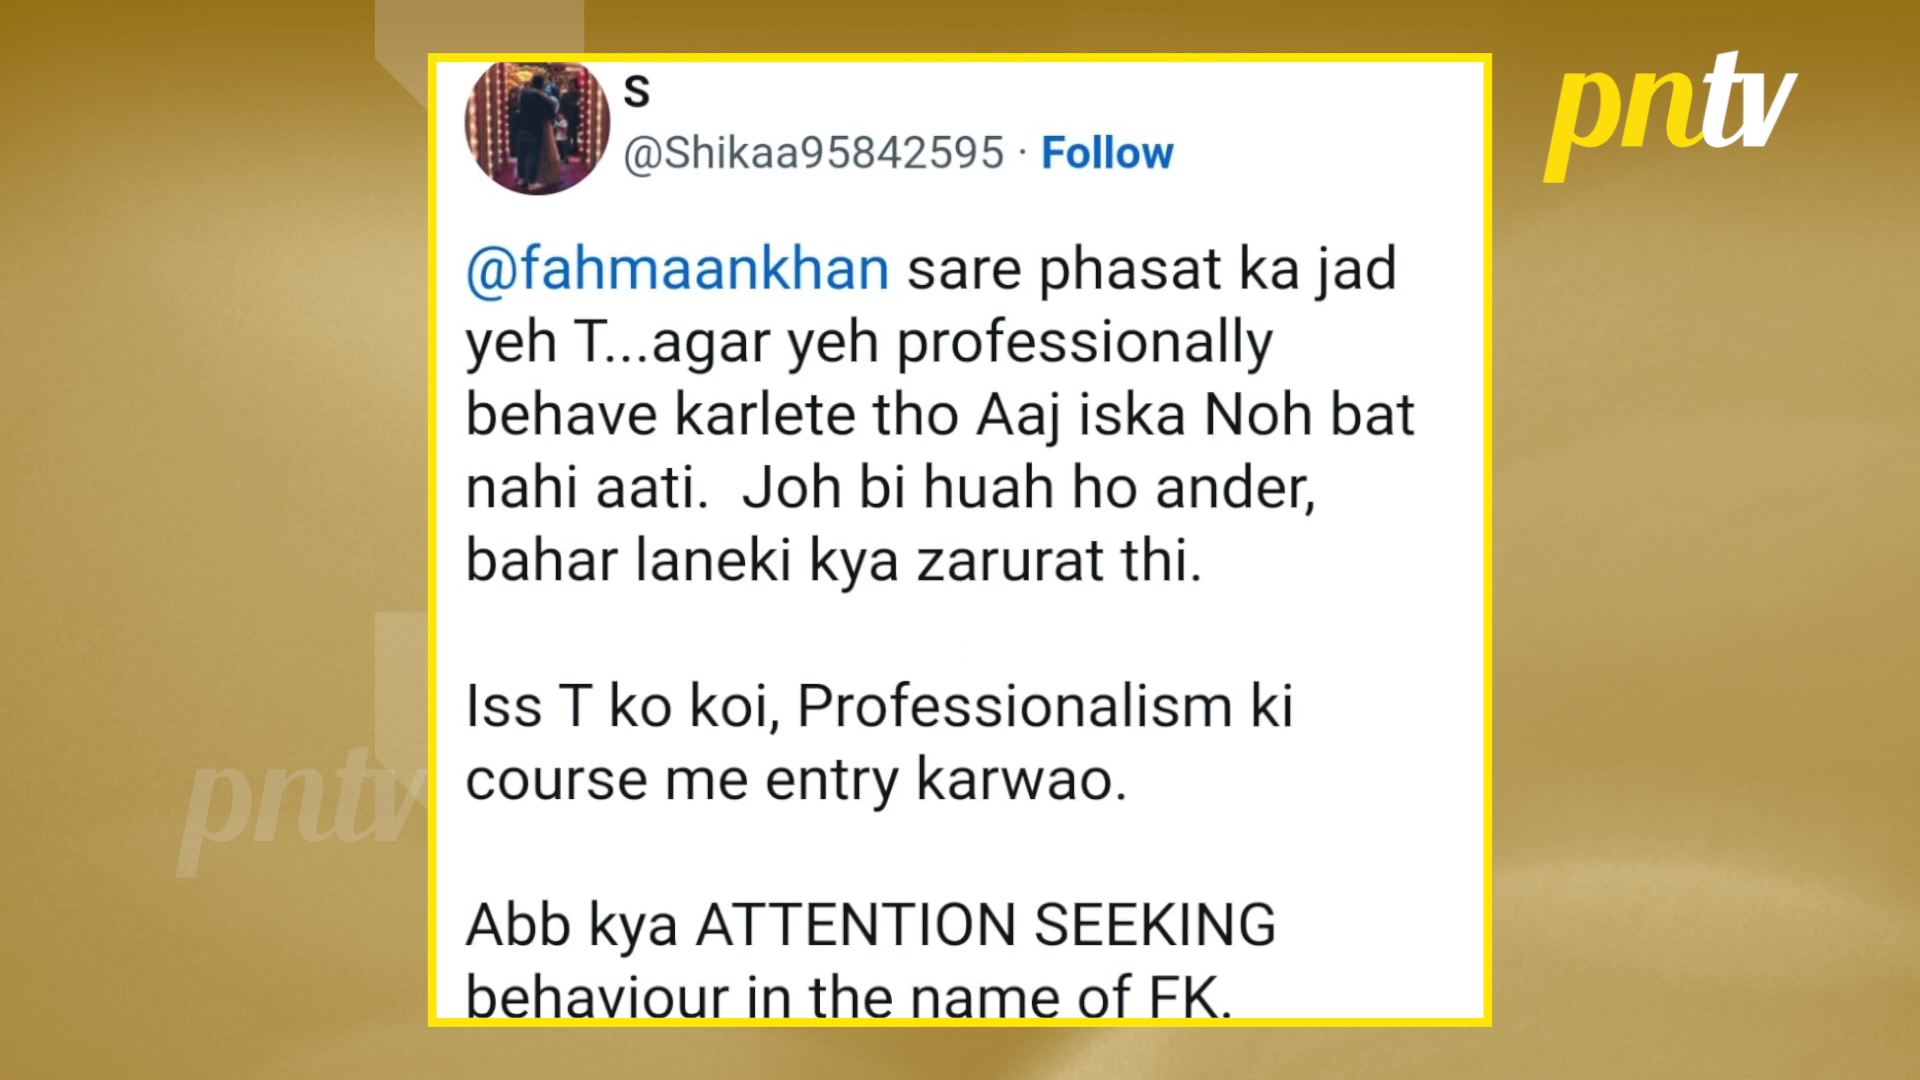 pntv
S
@Shikaa95842595 · Follow
@fahmaankhan sare phasat ka jad
yeh T...agar yeh professionally
behave karlete tho Aaj iska Noh bat
nahi aati.  Joh bi huah ho ander,
bahar laneki kya zarurat thi.
Iss T ko koi, Professionalism ki
course me entry karwao.
pntv
Abb kya ATTENTION SEEKING
behaviour in the name of FK.